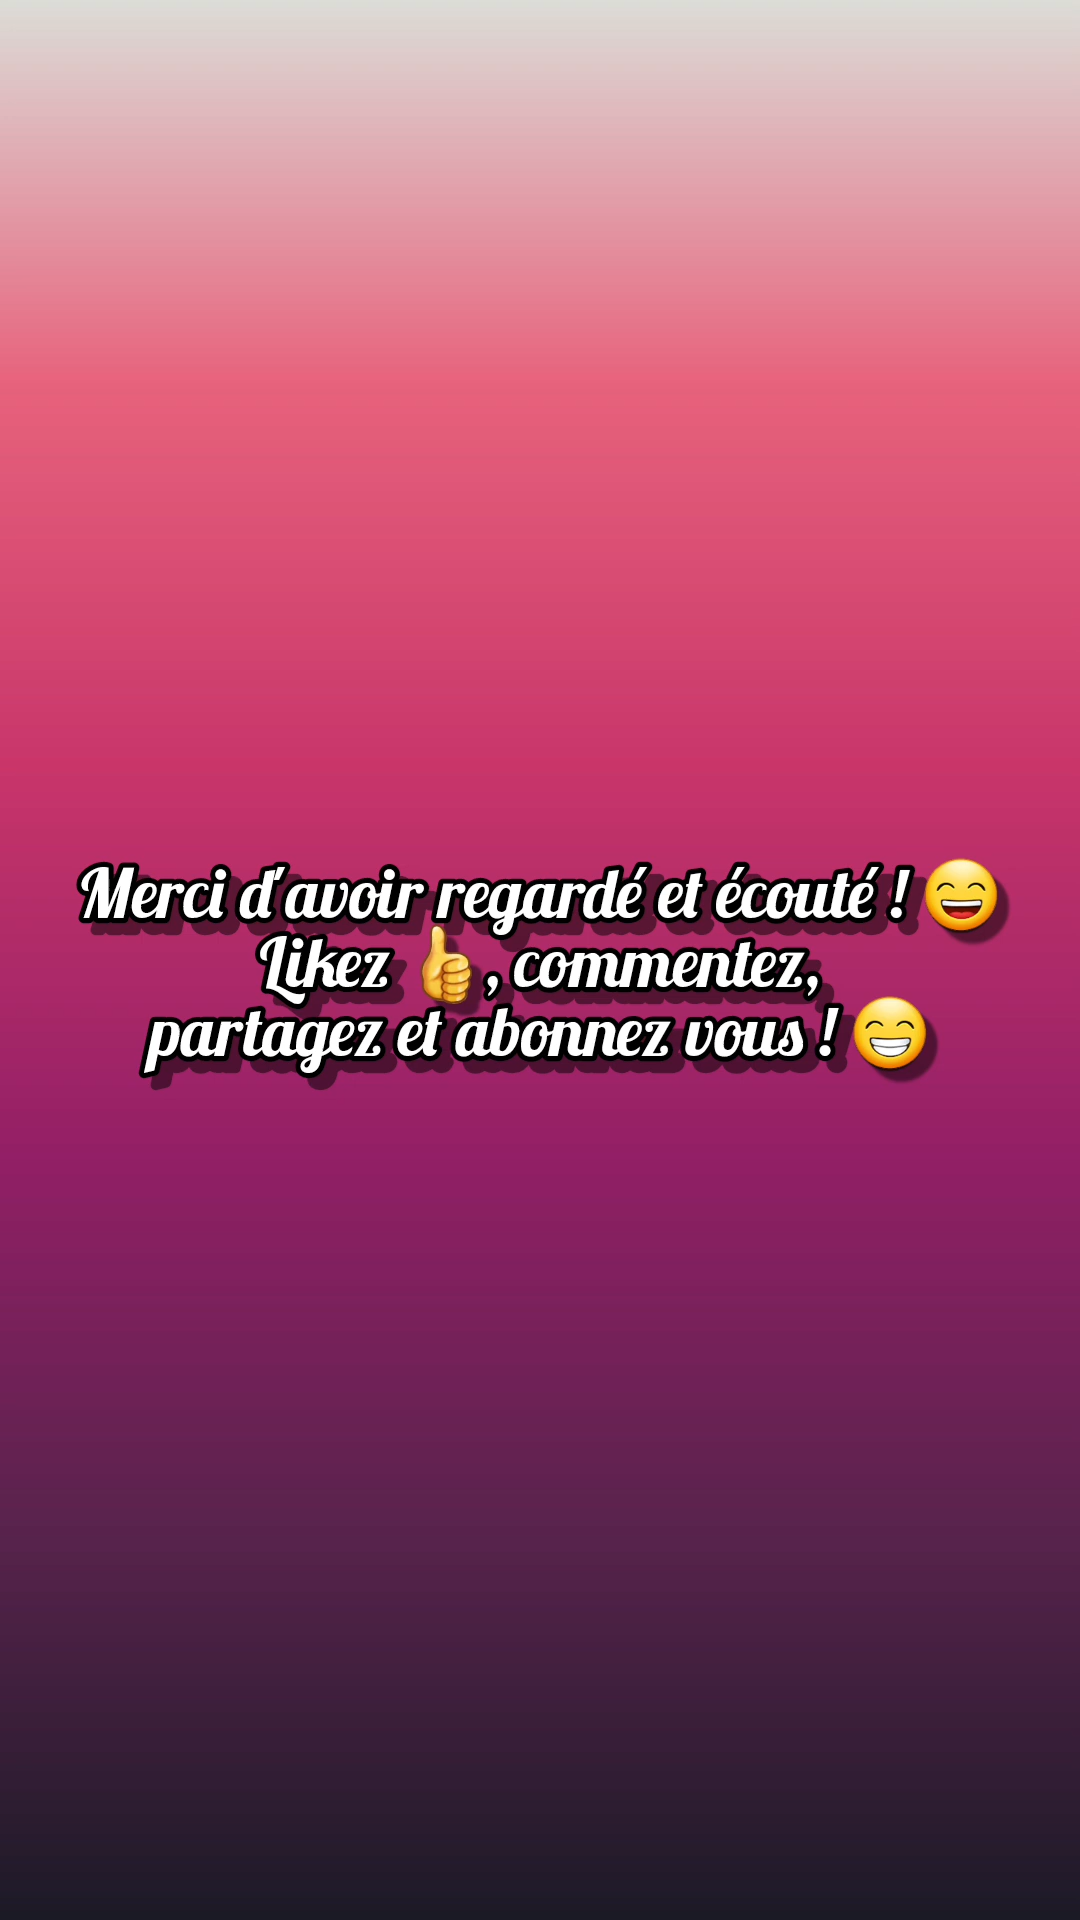 Merci d'avoir regardé et écouté ! 😄
Likez 👍, commentez,
partagez et abonnez vous ! 😁